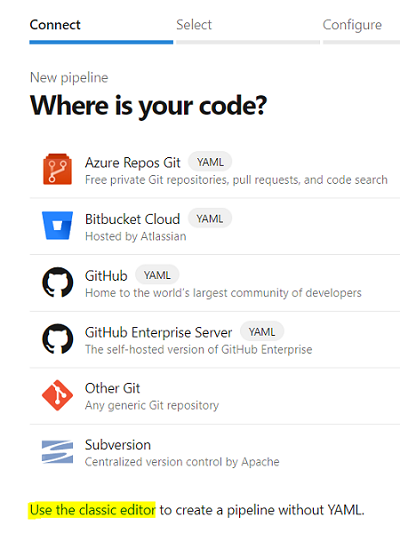 Connect Select Configure
New pipeline
Where is your code?
Azure Repos Git YAML
Free private Git repositories, pull requests, and code search
Bitbucket Cloud YAML
Hosted by Atlassian
GitHub YAML
Home to the world's largest community of developers
GitHub Enterprise Server YAML
The self-hosted version of GitHub Enterprise
Other Git
Any generic Git repository
Subversion
Centralized version control by Apache
Use the classic editor to create a pipeline without YAML.